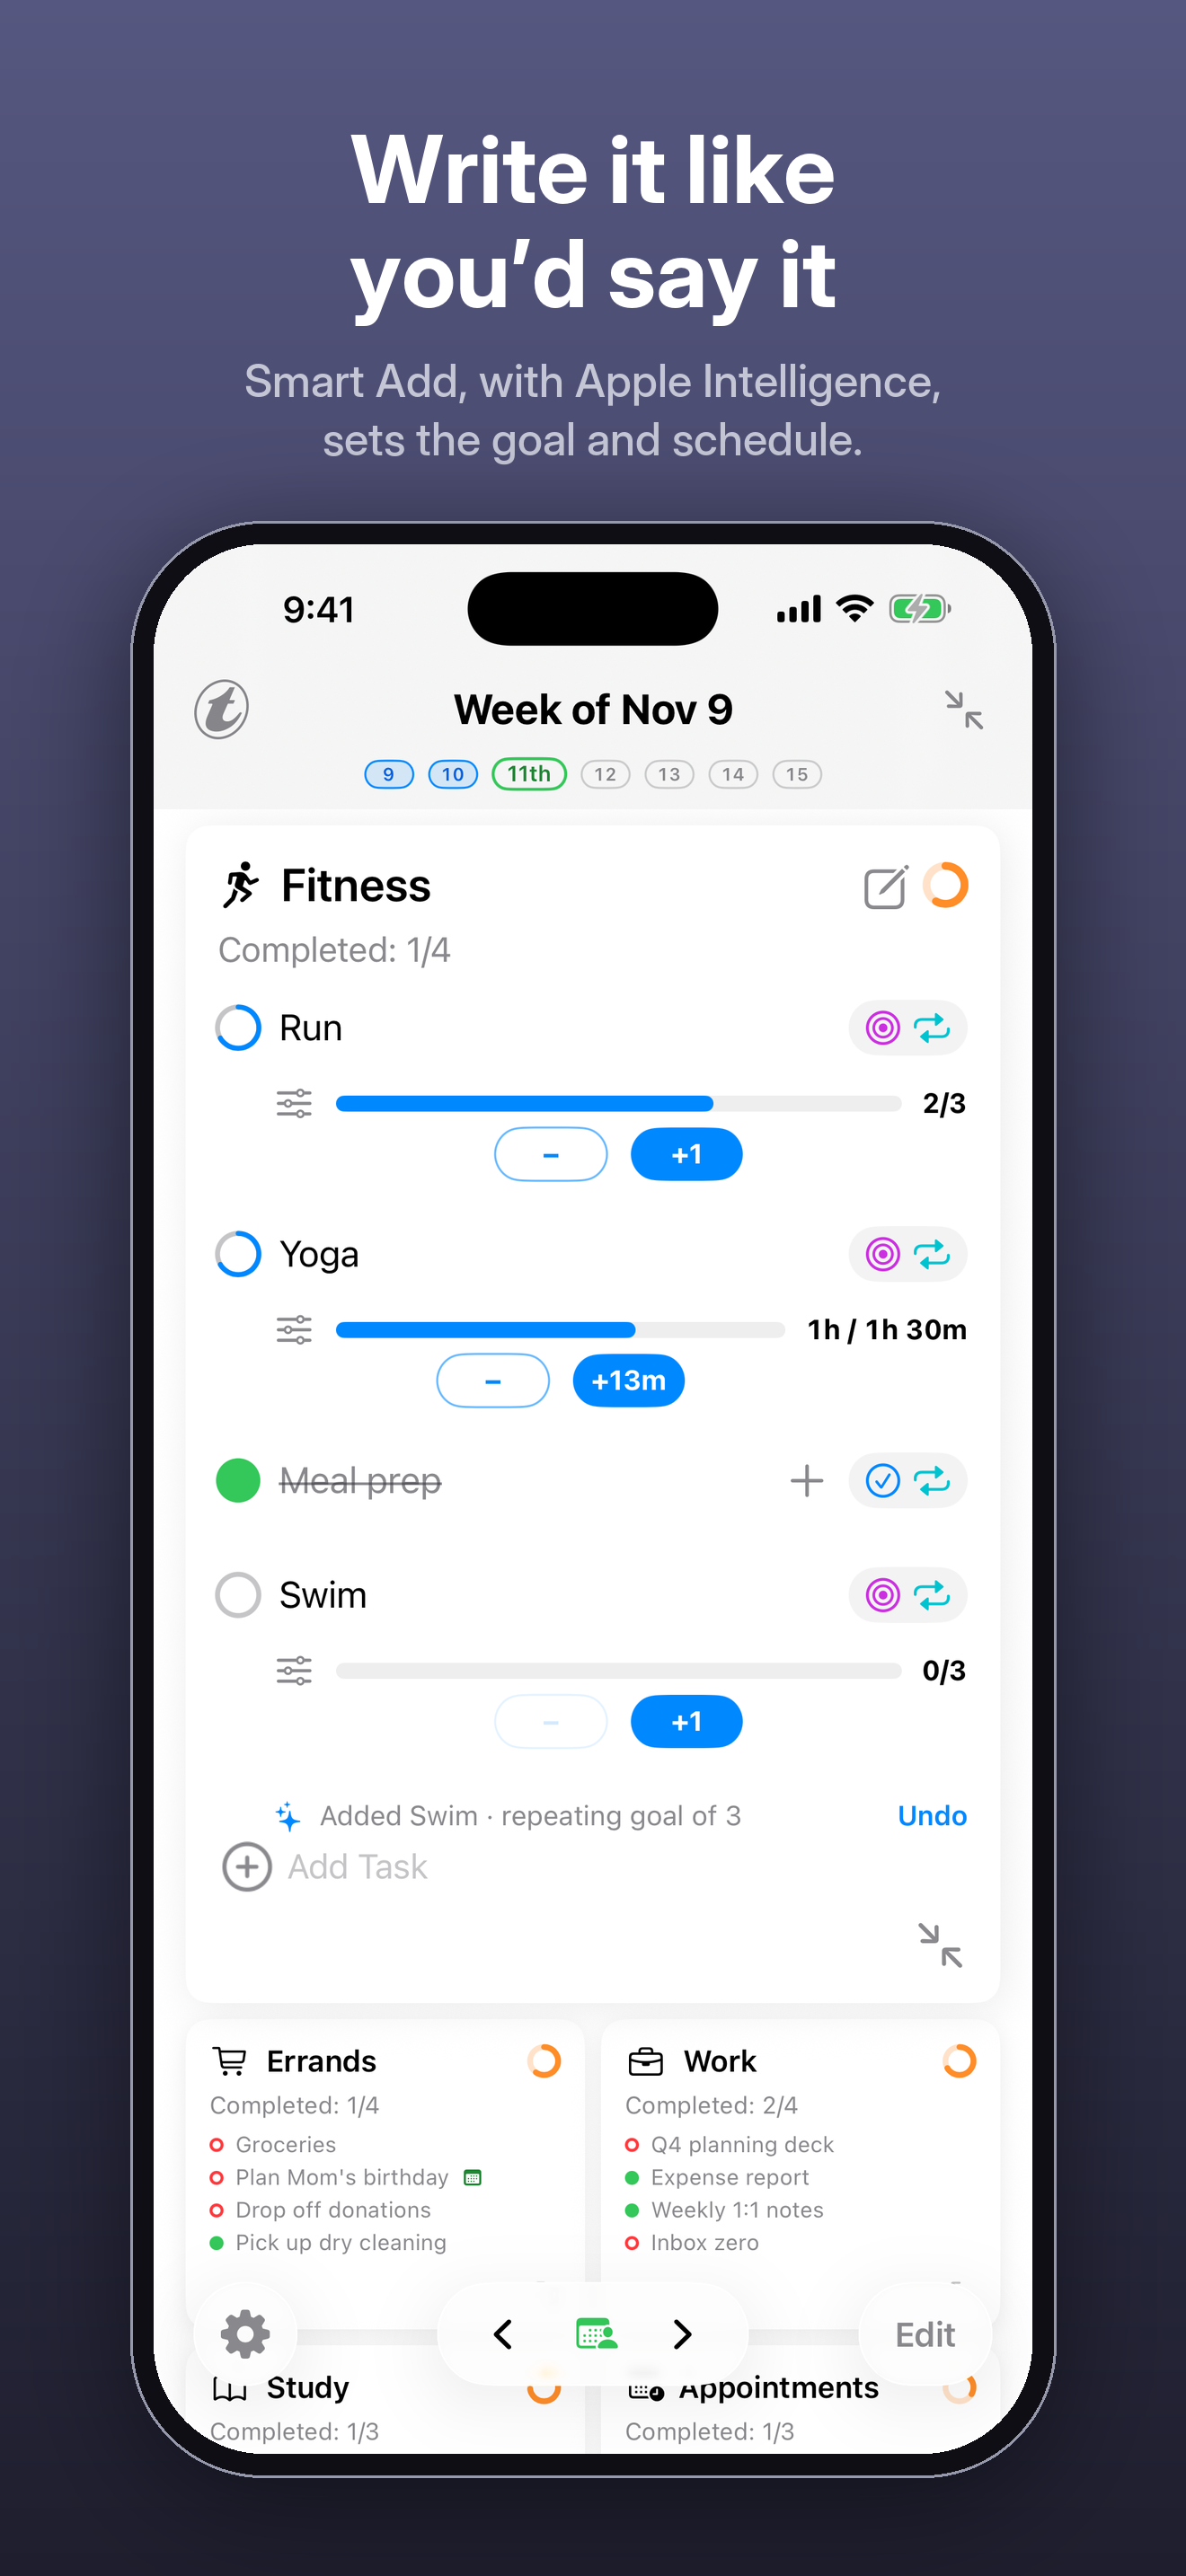 Write it like
you’d say it
Smart Add, with Apple Intelligence,
sets the goal and schedule.
9:41
t
Week of Nov 9
9 10 11th 12 13 14 15
Fitness
Completed: 1/4
Run
2/3
– +1
Yoga
1h / 1h 30m
– +13m
Meal prep
Swim
0/3
– +1
Added Swim · repeating goal of 3 Undo
Add Task
Errands
Completed: 1/4
Groceries
Plan Mom's birthday
Drop off donations
Pick up dry cleaning
Work
Completed: 2/4
Q4 planning deck
Expense report
Weekly 1:1 notes
Inbox zero
Edit
Study
Completed: 1/3
Appointments
Completed: 1/3